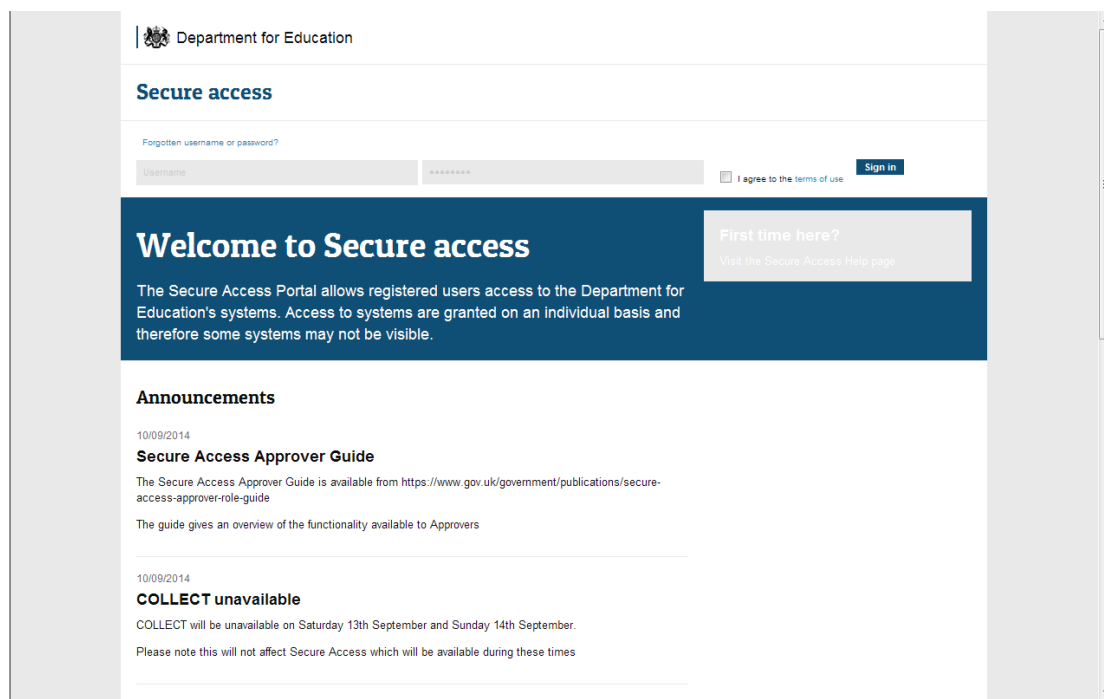 Department for Education
Secure access
Forgotten username or password?
Username
********
I agree to the terms of use
Sign in
Welcome to Secure access
The Secure Access Portal allows registered users access to the Department for
Education's systems. Access to systems are granted on an individual basis and
therefore some systems may not be visible.
First time here?
Visit the Secure Access Help page
Announcements
10/09/2014
Secure Access Approver Guide
The Secure Access Approver Guide is available from https://www.gov.uk/government/publications/secure-
access-approver-role-guide
The guide gives an overview of the functionality available to Approvers
10/09/2014
COLLECT unavailable
COLLECT will be unavailable on Saturday 13th September and Sunday 14th September.
Please note this will not affect Secure Access which will be available during these times